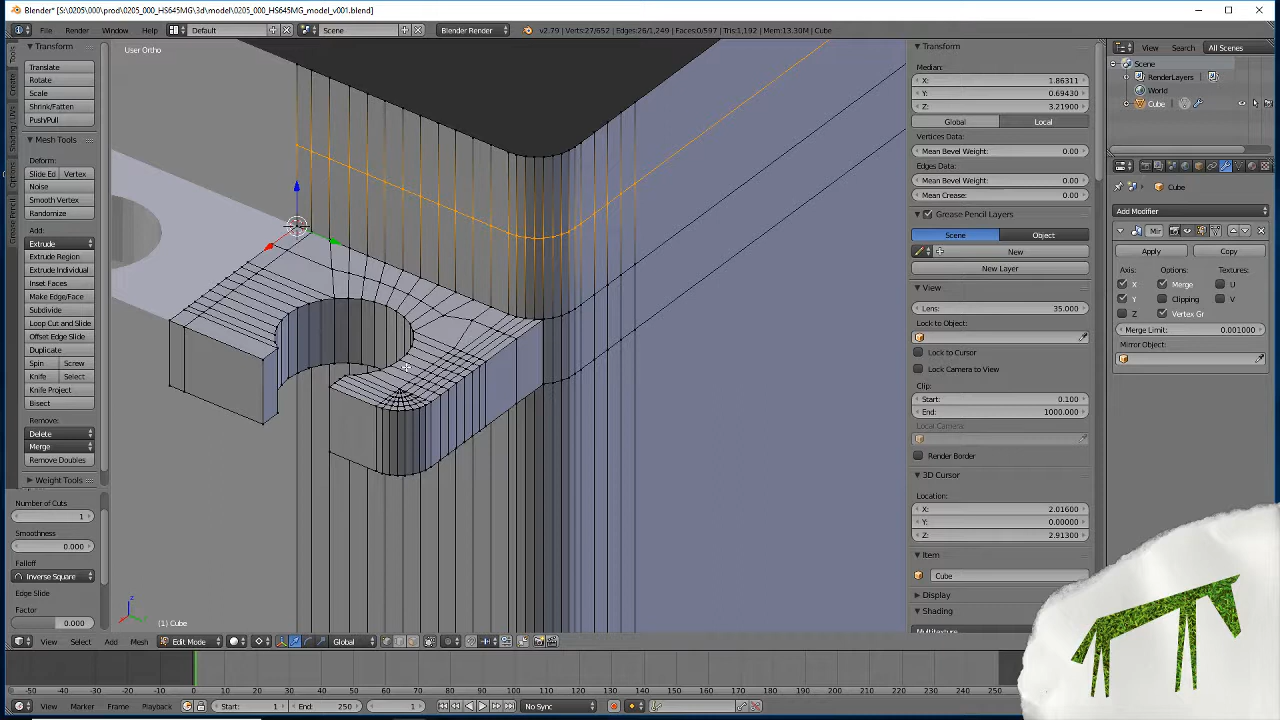 Blender* [S:\0205\000\prod\0205_000_HS645MG\3d\model\0205_000_HS645MG_model_v001.blend]
File Render Window Help Default Scene Blender Render v2.79 | Verts:27/652 | Edges:26/1,249 | Faces:0/597 | Tris:1,192 | Mem:13.30M | Cube
View Search All Scenes
Transform
Translate
Rotate
Scale
Shrink/Fatten
Push/Pull
Mesh Tools
Deform:
Slide Ed Vertex
Noise
Smooth Vertex
Randomize
Add:
Extrude
Extrude Region
Extrude Individual
Inset Faces
Make Edge/Face
Subdivide
Loop Cut and Slide
Offset Edge Slide
Duplicate
Spin Screw
Knife Select
Knife Project
Bisect
Remove:
Delete
Merge
Remove Doubles
Weight Tools
Number of Cuts
1
Smoothness
0.000
Falloff
Inverse Square
Edge Slide
Factor
0.000
Tools
Create
Shading / UVs
Options
Grease Pencil
User Ortho
(1) Cube
Transform
Median:
X: 1.86311
Y: 0.69430
Z: 3.21900
Global Local
Vertices Data:
Mean Bevel Weight: 0.00
Edges Data:
Mean Bevel Weight: 0.00
Mean Crease: 0.00
Grease Pencil Layers
Scene Object
New
New Layer
View
Lens: 35.000
Lock to Object:
Lock to Cursor
Lock Camera to View
Clip:
Start: 0.100
End: 1000.000
Local Camera:
Render Border
3D Cursor
Location:
X: 2.01600
Y: 0.00000
Z: 2.91300
Item
Cube
Display
Shading
Scene
RenderLayers
World
Cube
Cube
Add Modifier
Mir
Apply Copy
Axis: Options: Textures:
X Merge U
Y Clipping V
Z Vertex Gr
Merge Limit: 0.001000
Mirror Object:
View Select Add Mesh Edit Mode Global
-50 -40 -30 -20 -10 0 10 20 30 40 50 60 70 80 90 100 110 120 130 140 150 160 170 180 190 200 210 220 230 240 250
View Marker Frame Playback Start: 1 End: 250 1 No Sync